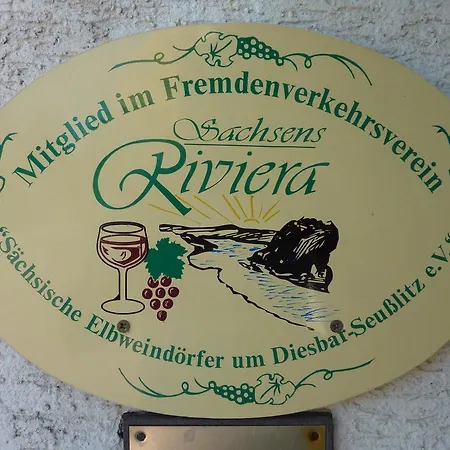 Mitglied im Fremdenverkehrsverein
Sachsens
Riviera
"Sächsische Elbweindörfer um Diesbar-Seußlitz e.V."